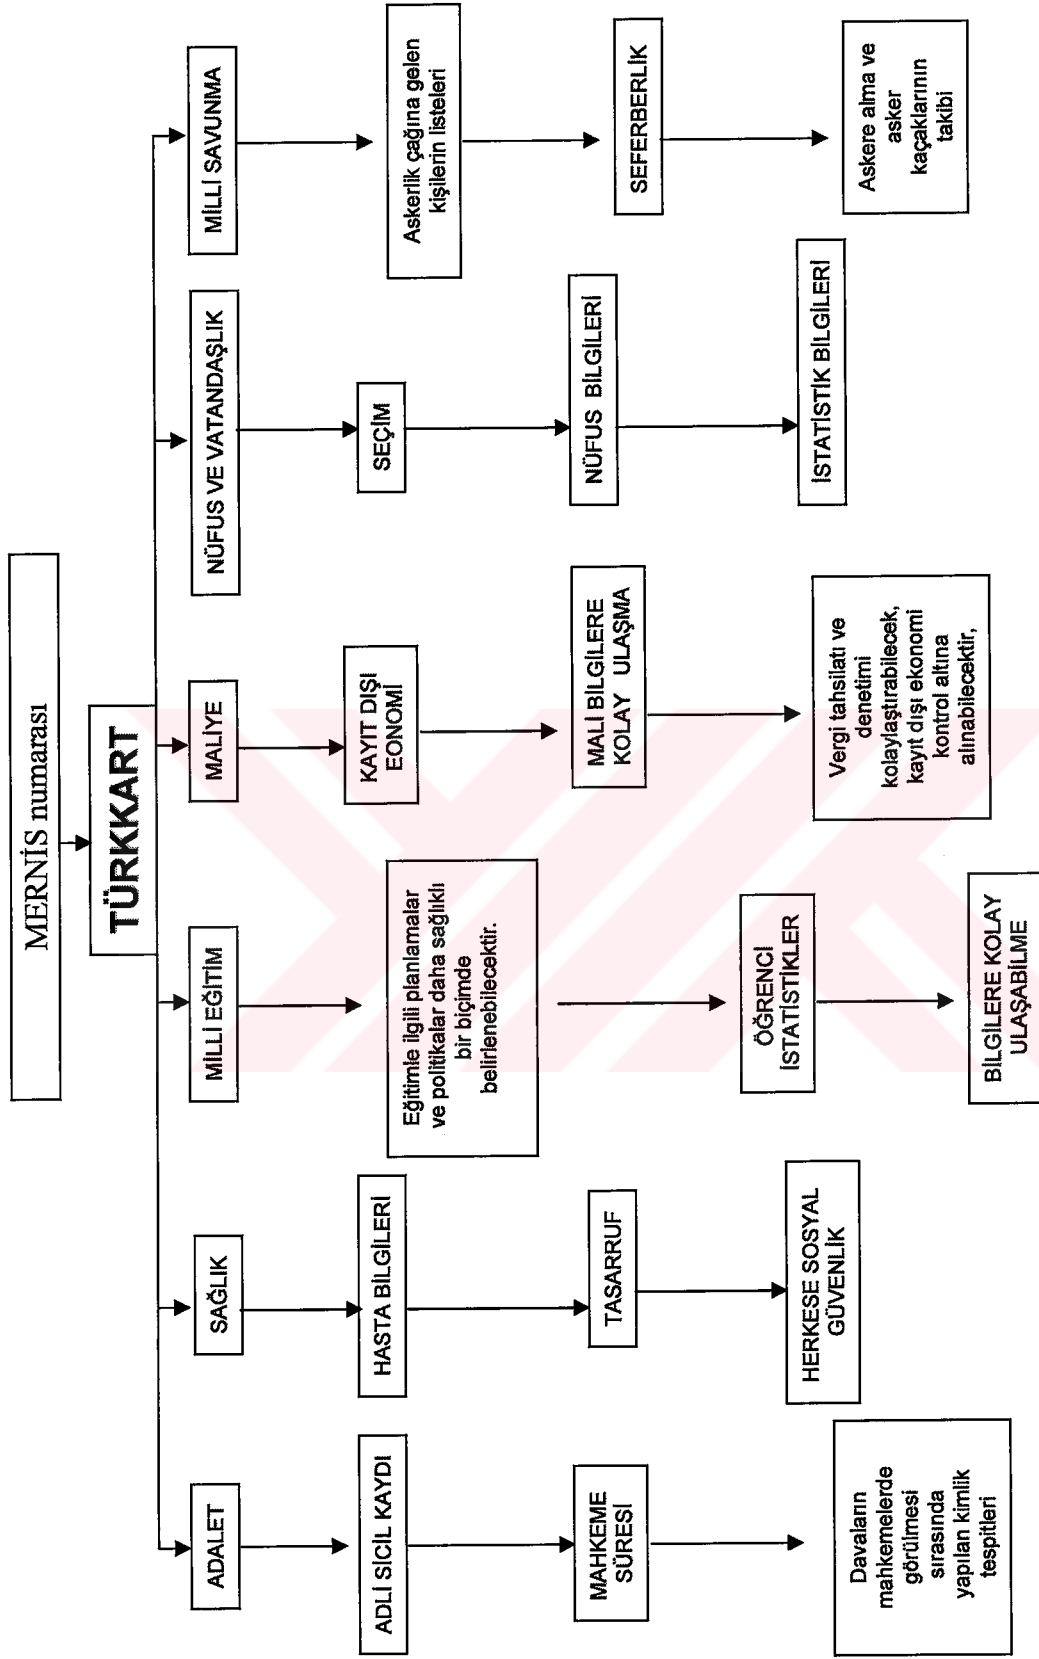 MERNİS numarası
TÜRKKART
ADALET
ADLİ SİCİL KAYDI
MAHKEME
SÜRESİ
Davaların
mahkemelerde
görülmesi
sırasında
yapılan kimlik
tespitleri
SAĞLIK
HASTA BİLGİLERİ
TASARRUF
HERKESE SOSYAL
GÜVENLİK
MİLLİ EĞİTİM
Eğitimle ilgili planlamalar
ve politikalar daha sağlıklı
bir biçimde
belirlenebilecektir.
ÖĞRENCİ
İSTATİSTİKLER
BİLGİLERE KOLAY
ULAŞABİLME
MALİYE
KAYIT DIŞI
EONOMİ
MALİ BİLGİLERE
KOLAY ULAŞMA
Vergi tahsilatı ve
denetimi
kolaylaştırabilecek,
kayıt dışı ekonomi
kontrol altına
alınabilecektir,
NÜFUS VE VATANDAŞLIK
SEÇİM
NÜFUS BİLGİLERİ
İSTATİSTİK BİLGİLERİ
MİLLİ SAVUNMA
Askerlik çağına gelen
kişilerin listeleri
SEFERBERLİK
Askere alma ve
asker
kaçaklarının
takibi